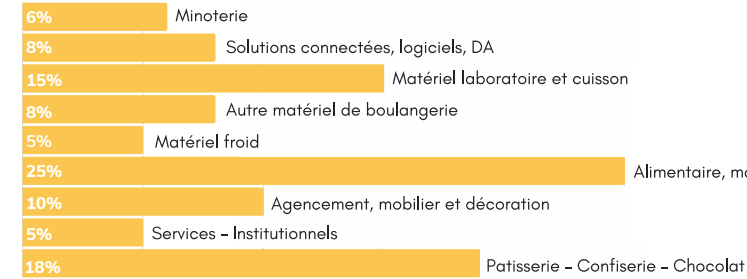 6% Minoterie
8% Solutions connectées, logiciels, DA
15% Matériel laboratoire et cuisson
8% Autre matériel de boulangerie
5% Matériel froid
25% Alimentaire,
10% Agencement, mobilier et décoration
5% Services - Institutionnels
18% Patisserie - Confiserie - Chocolat